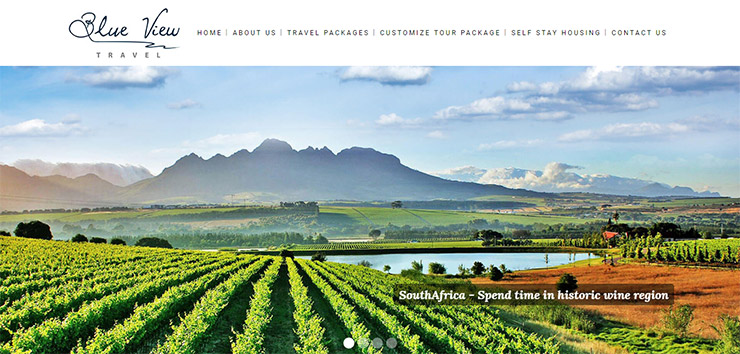 Blue View
TRAVEL
HOME | ABOUT US | TRAVEL PACKAGES | CUSTOMIZE TOUR PACKAGE | SELF STAY HOUSING | CONTACT US
SouthAfrica - Spend time in historic wine region